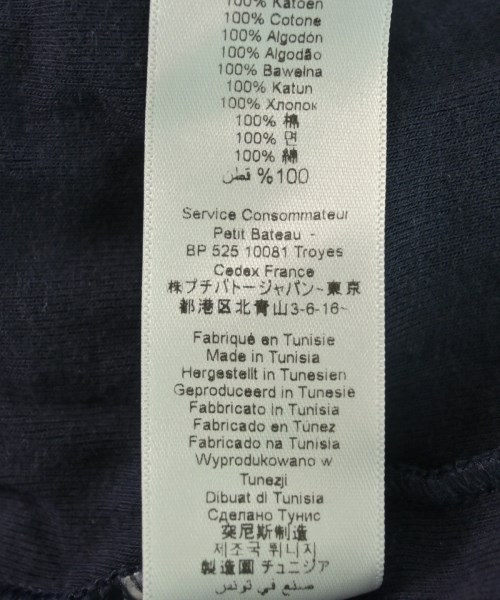 100% Katoen
100% Cotone
100% Algodón
100% Algodão
100% Bawełna
100% Katun
100% Хлопок
100% 棉
100% 면
100% 綿
100% قطن
Service Consommateur
Petit Bateau -
BP 525 10081 Troyes
Cedex France
株プチバトージャパン~東京
都港区北青山3-6-16~
Fabriqué en Tunisie
Made in Tunisia
Hergestellt in Tunesien
Geproduceerd in Tunesie
Fabbricato in Tunisia
Fabricado en Tunez
Fabricado na Tunisia
Wyprodukowano w
Tunezji
Dibuat di Tunisia
Сделано Тунис
突尼斯制造
제조국 튀니지
製造國 チュニジア
صنع في تونس